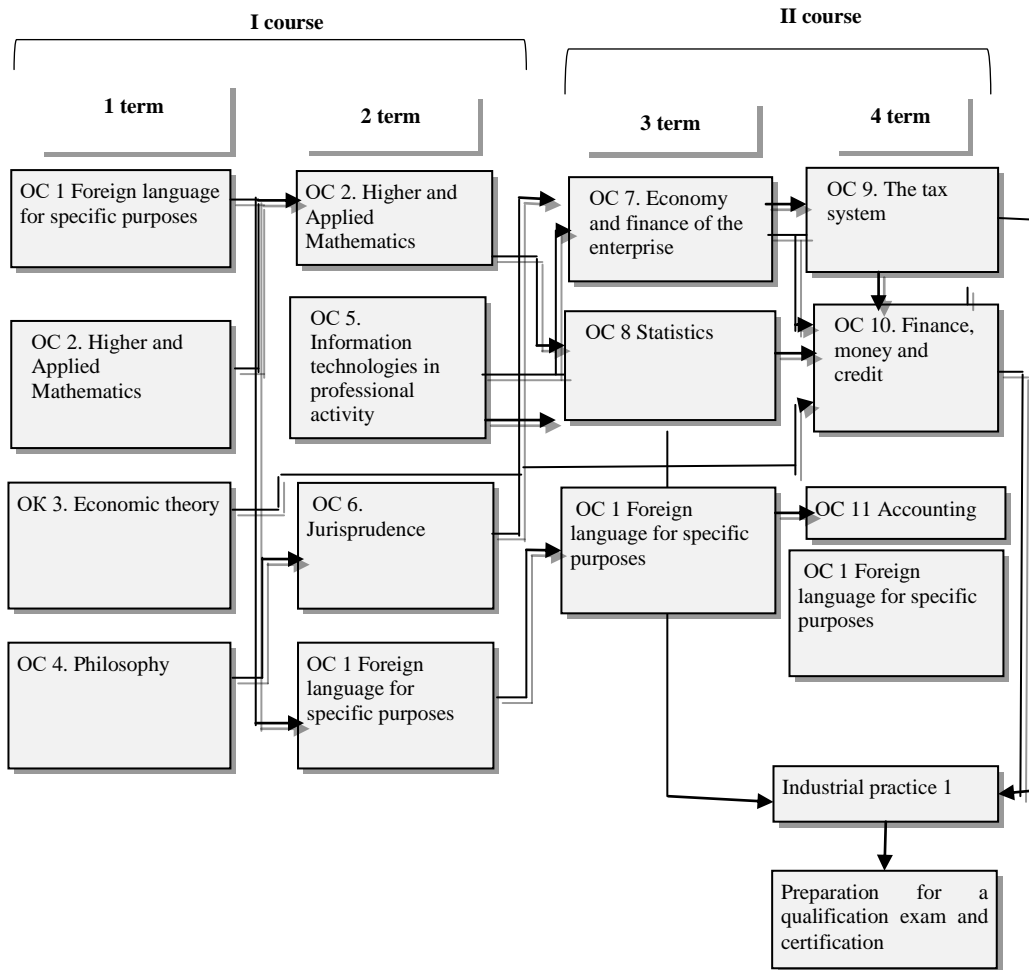 I course
II course
1 term
2 term
3 term
4 term
OC 1 Foreign language
for specific purposes
OC 2. Higher and
Applied
Mathematics
OK 3. Economic theory
OC 4. Philosophy
OC 2. Higher and
Applied
Mathematics
OC 5.
Information
technologies in
professional
activity
OC 6.
Jurisprudence
OC 1 Foreign
language for
specific purposes
OC 7. Economy
and finance of the
enterprise
OC 8 Statistics
OC 1 Foreign
language for specific
purposes
OC 9. The tax
system
OC 10. Finance,
money and
credit
OC 11 Accounting
OC 1 Foreign
language for specific
purposes
Industrial practice 1
Preparation for a
qualification exam and
certification